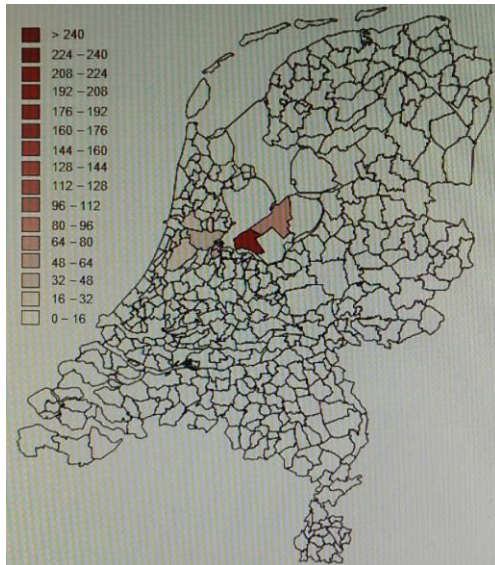 > 240
224 – 240
208 – 224
192 – 208
176 – 192
160 – 176
144 – 160
128 – 144
112 – 128
96 – 112
80 – 96
64 – 80
48 – 64
32 – 48
16 – 32
0 – 16